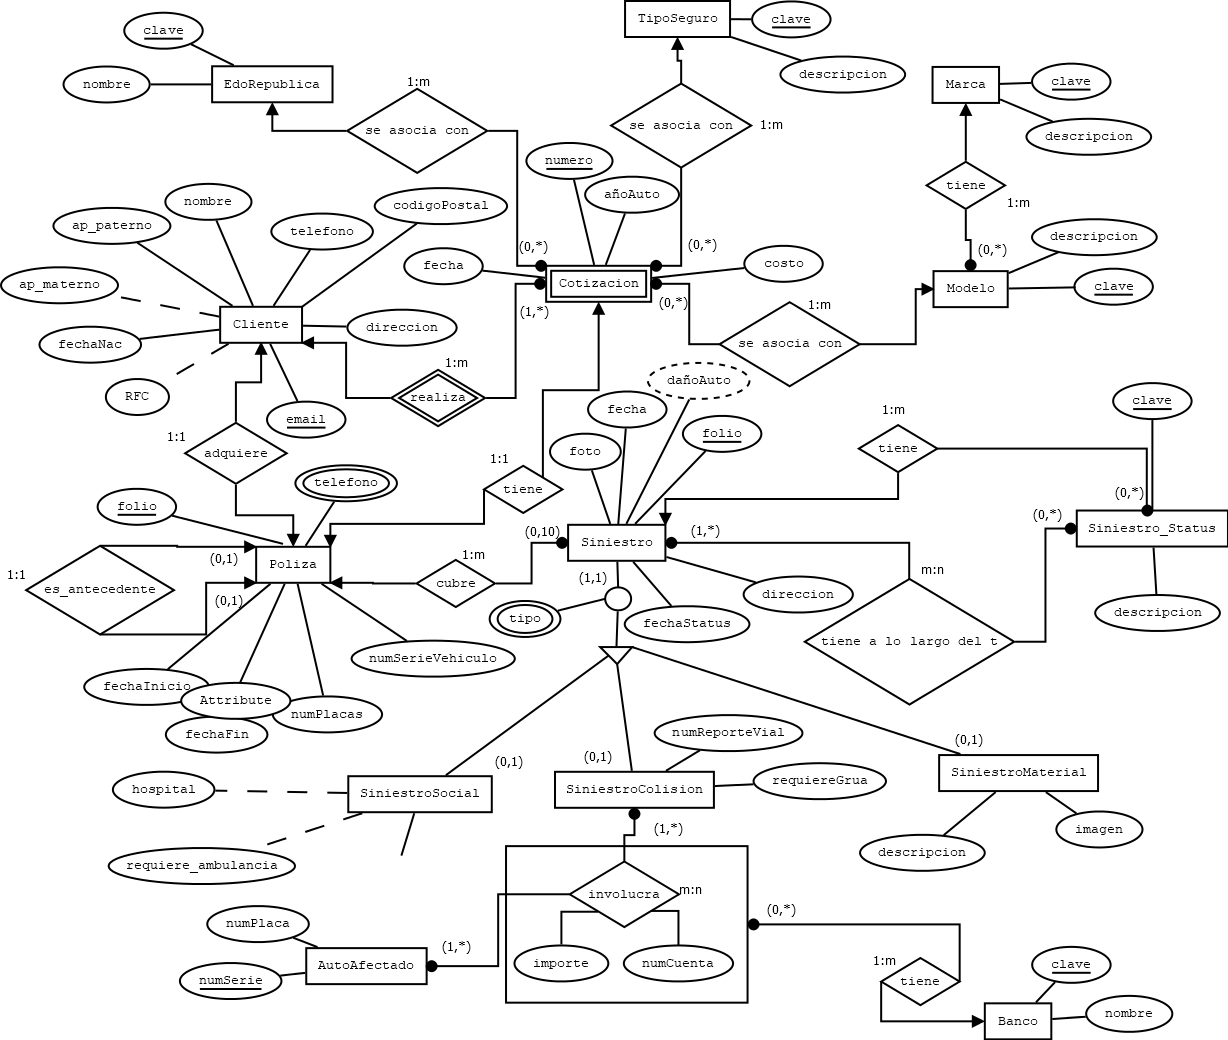 TipoSeguro
clave
clave
descripcion
nombre
EdoRepublica
1:m
Marca
clave
se asocia con
se asocia con
1:m
descripcion
numero
tiene
1:m
nombre
codigoPostal
añoAuto
ap_paterno
telefono
descripcion
(0,*)
(0,*)
(0,*)
fecha
costo
ap_materno
Cotizacion
Modelo
clave
(0,*)
1:m
(1,*)
Cliente
direccion
fechaNac
se asocia con
1:m
dañoAuto
RFC
realiza
fecha
clave
1:m
email
folio
1:1
adquiere
foto
tiene
1:1
telefono
tiene
(0,*)
folio
(0,*)
(0,10)
(1,*)
Siniestro_Status
Siniestro
(0,1)
1:m
Poliza
m:n
1:1
es_antecedente
cubre
(1,1)
(0,1)
direccion
descripcion
tipo
fechaStatus
tiene a lo largo del t
numSerieVehiculo
fechaInicio
Attribute
numPlacas
fechaFin
numReporteVial
(0,1)
(0,1)
(0,1)
SiniestroMaterial
requiereGrua
hospital
SiniestroSocial
SiniestroColision
(1,*)
imagen
descripcion
requiere_ambulancia
involucra
m:n
(0,*)
numPlaca
(1,*)
AutoAfectado
importe
numCuenta
1:m
clave
numSerie
tiene
nombre
Banco